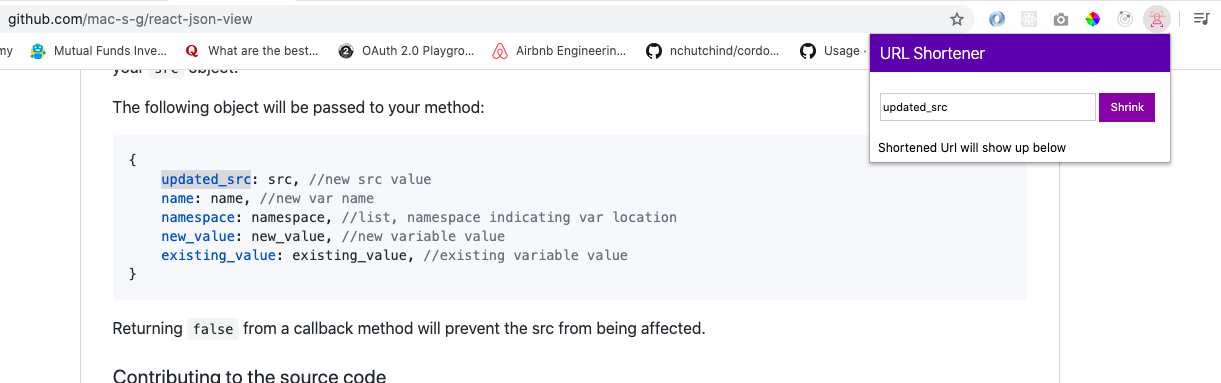 github.com/mac-s-g/react-json-view
my Mutual Funds Inve... What are the best... OAuth 2.0 Playgro... Airbnb Engineerin... nchutchind/cordo... Usage ·
URL Shortener
updated_src Shrink
Shortened Url will show up below
your src object.
The following object will be passed to your method:
{
updated_src: src, //new src value
name: name, //new var name
namespace: namespace, //list, namespace indicating var location
new_value: new_value, //new variable value
existing_value: existing_value, //existing variable value
}
Returning false from a callback method will prevent the src from being affected.
Contributing to the source code